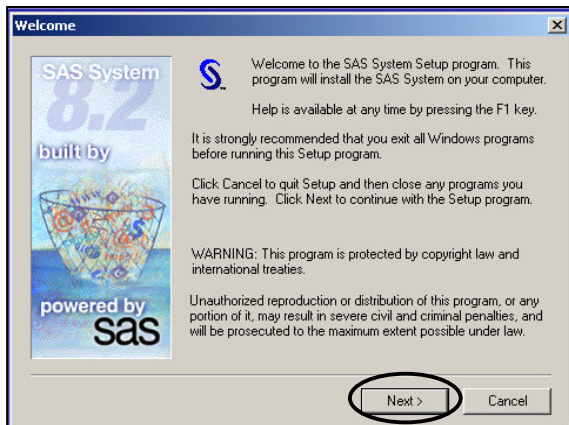 Welcome
SAS System
8.2
built by
powered by
sas
Welcome to the SAS System Setup program. This
program will install the SAS System on your computer.
Help is available at any time by pressing the F1 key.
It is strongly recommended that you exit all Windows programs
before running this Setup program.
Click Cancel to quit Setup and then close any programs you
have running. Click Next to continue with the Setup program.
WARNING: This program is protected by copyright law and
international treaties.
Unauthorized reproduction or distribution of this program, or any
portion of it, may result in severe civil and criminal penalties, and
will be prosecuted to the maximum extent possible under law.
Next >
Cancel